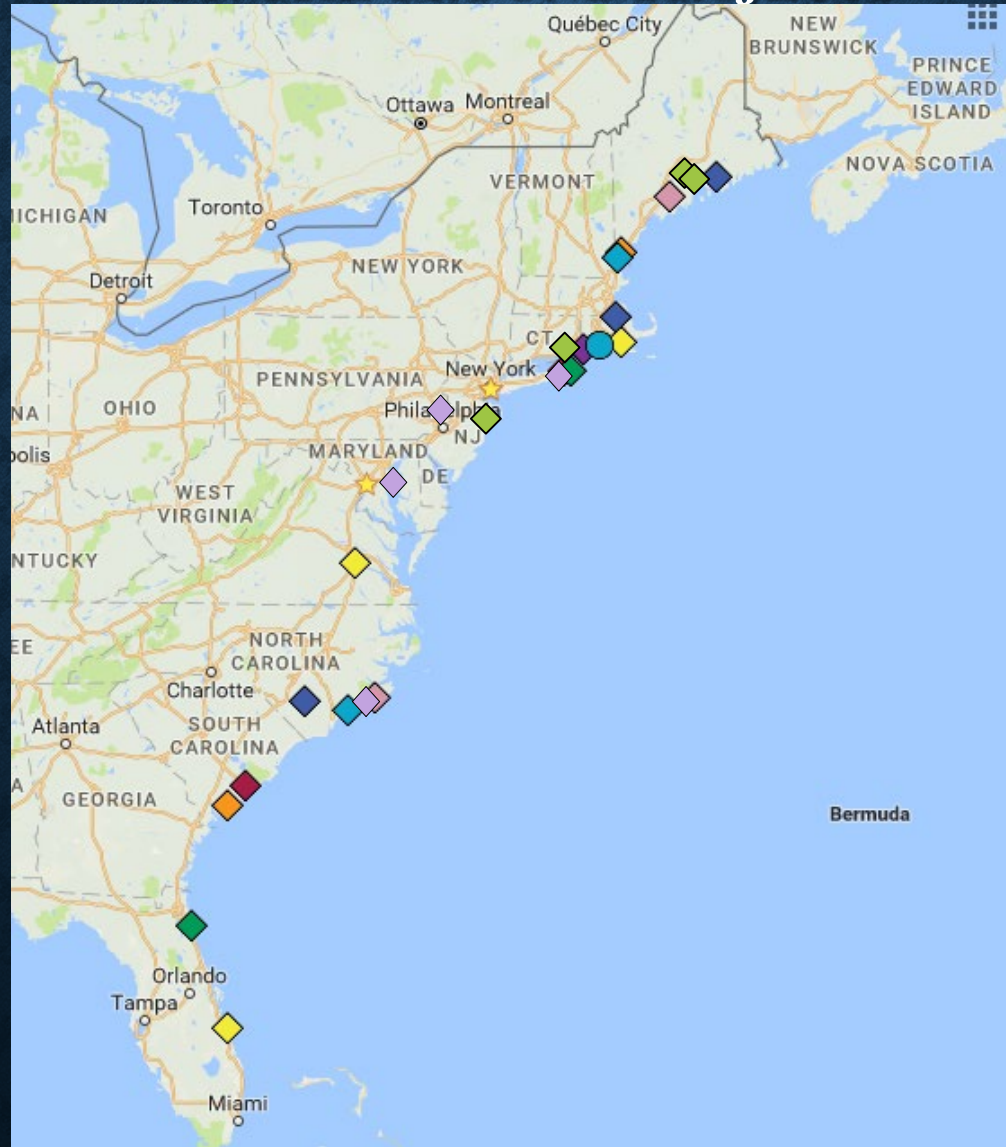 Québec City
NEW
BRUNSWICK
PRINCE
EDWARD
ISLAND
Ottawa
Montreal
NOVA SCOTIA
VERMONT
ICHIGAN
Toronto
NEW YORK
Detroit
CT
New York
PENNSYLVANIA
OHIO
NA
Philadelphia
NJ
MARYLAND
olis
DE
WEST
VIRGINIA
NTUCKY
NORTH
CAROLINA
EE
Charlotte
SOUTH
CAROLINA
Atlanta
A
GEORGIA
Bermuda
Orlando
Tampa
Miami